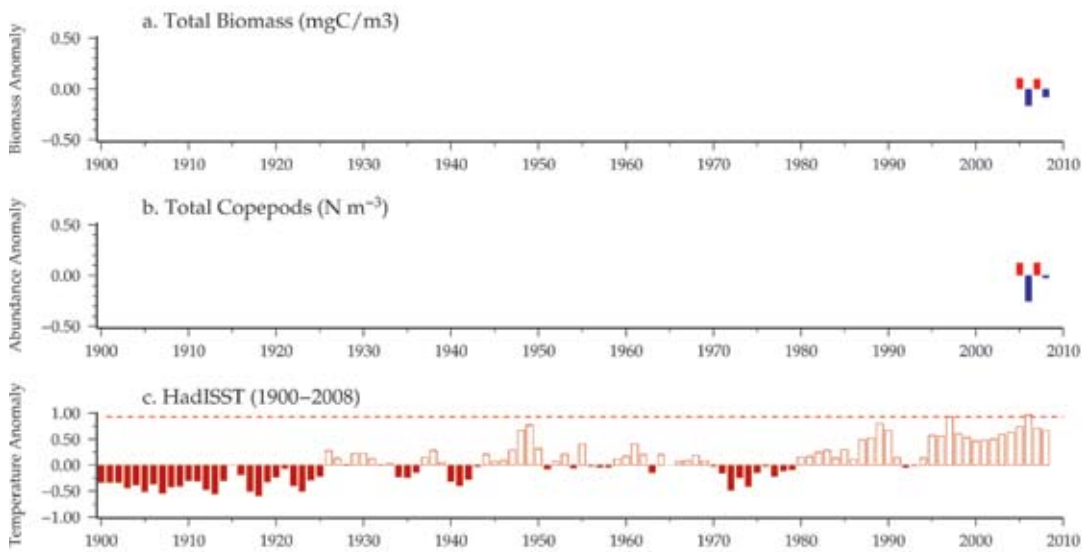 a. Total Biomass (mgC/m3)
Biomass Anomaly
0.50
0.00
−0.50
1900 1910 1920 1930 1940 1950 1960 1970 1980 1990 2000 2010
b. Total Copepods (N m⁻³)
Abundance Anomaly
0.50
0.00
−0.50
1900 1910 1920 1930 1940 1950 1960 1970 1980 1990 2000 2010
c. HadISST (1900−2008)
Temperature Anomaly
1.00
0.50
0.00
−0.50
−1.00
1900 1910 1920 1930 1940 1950 1960 1970 1980 1990 2000 2010